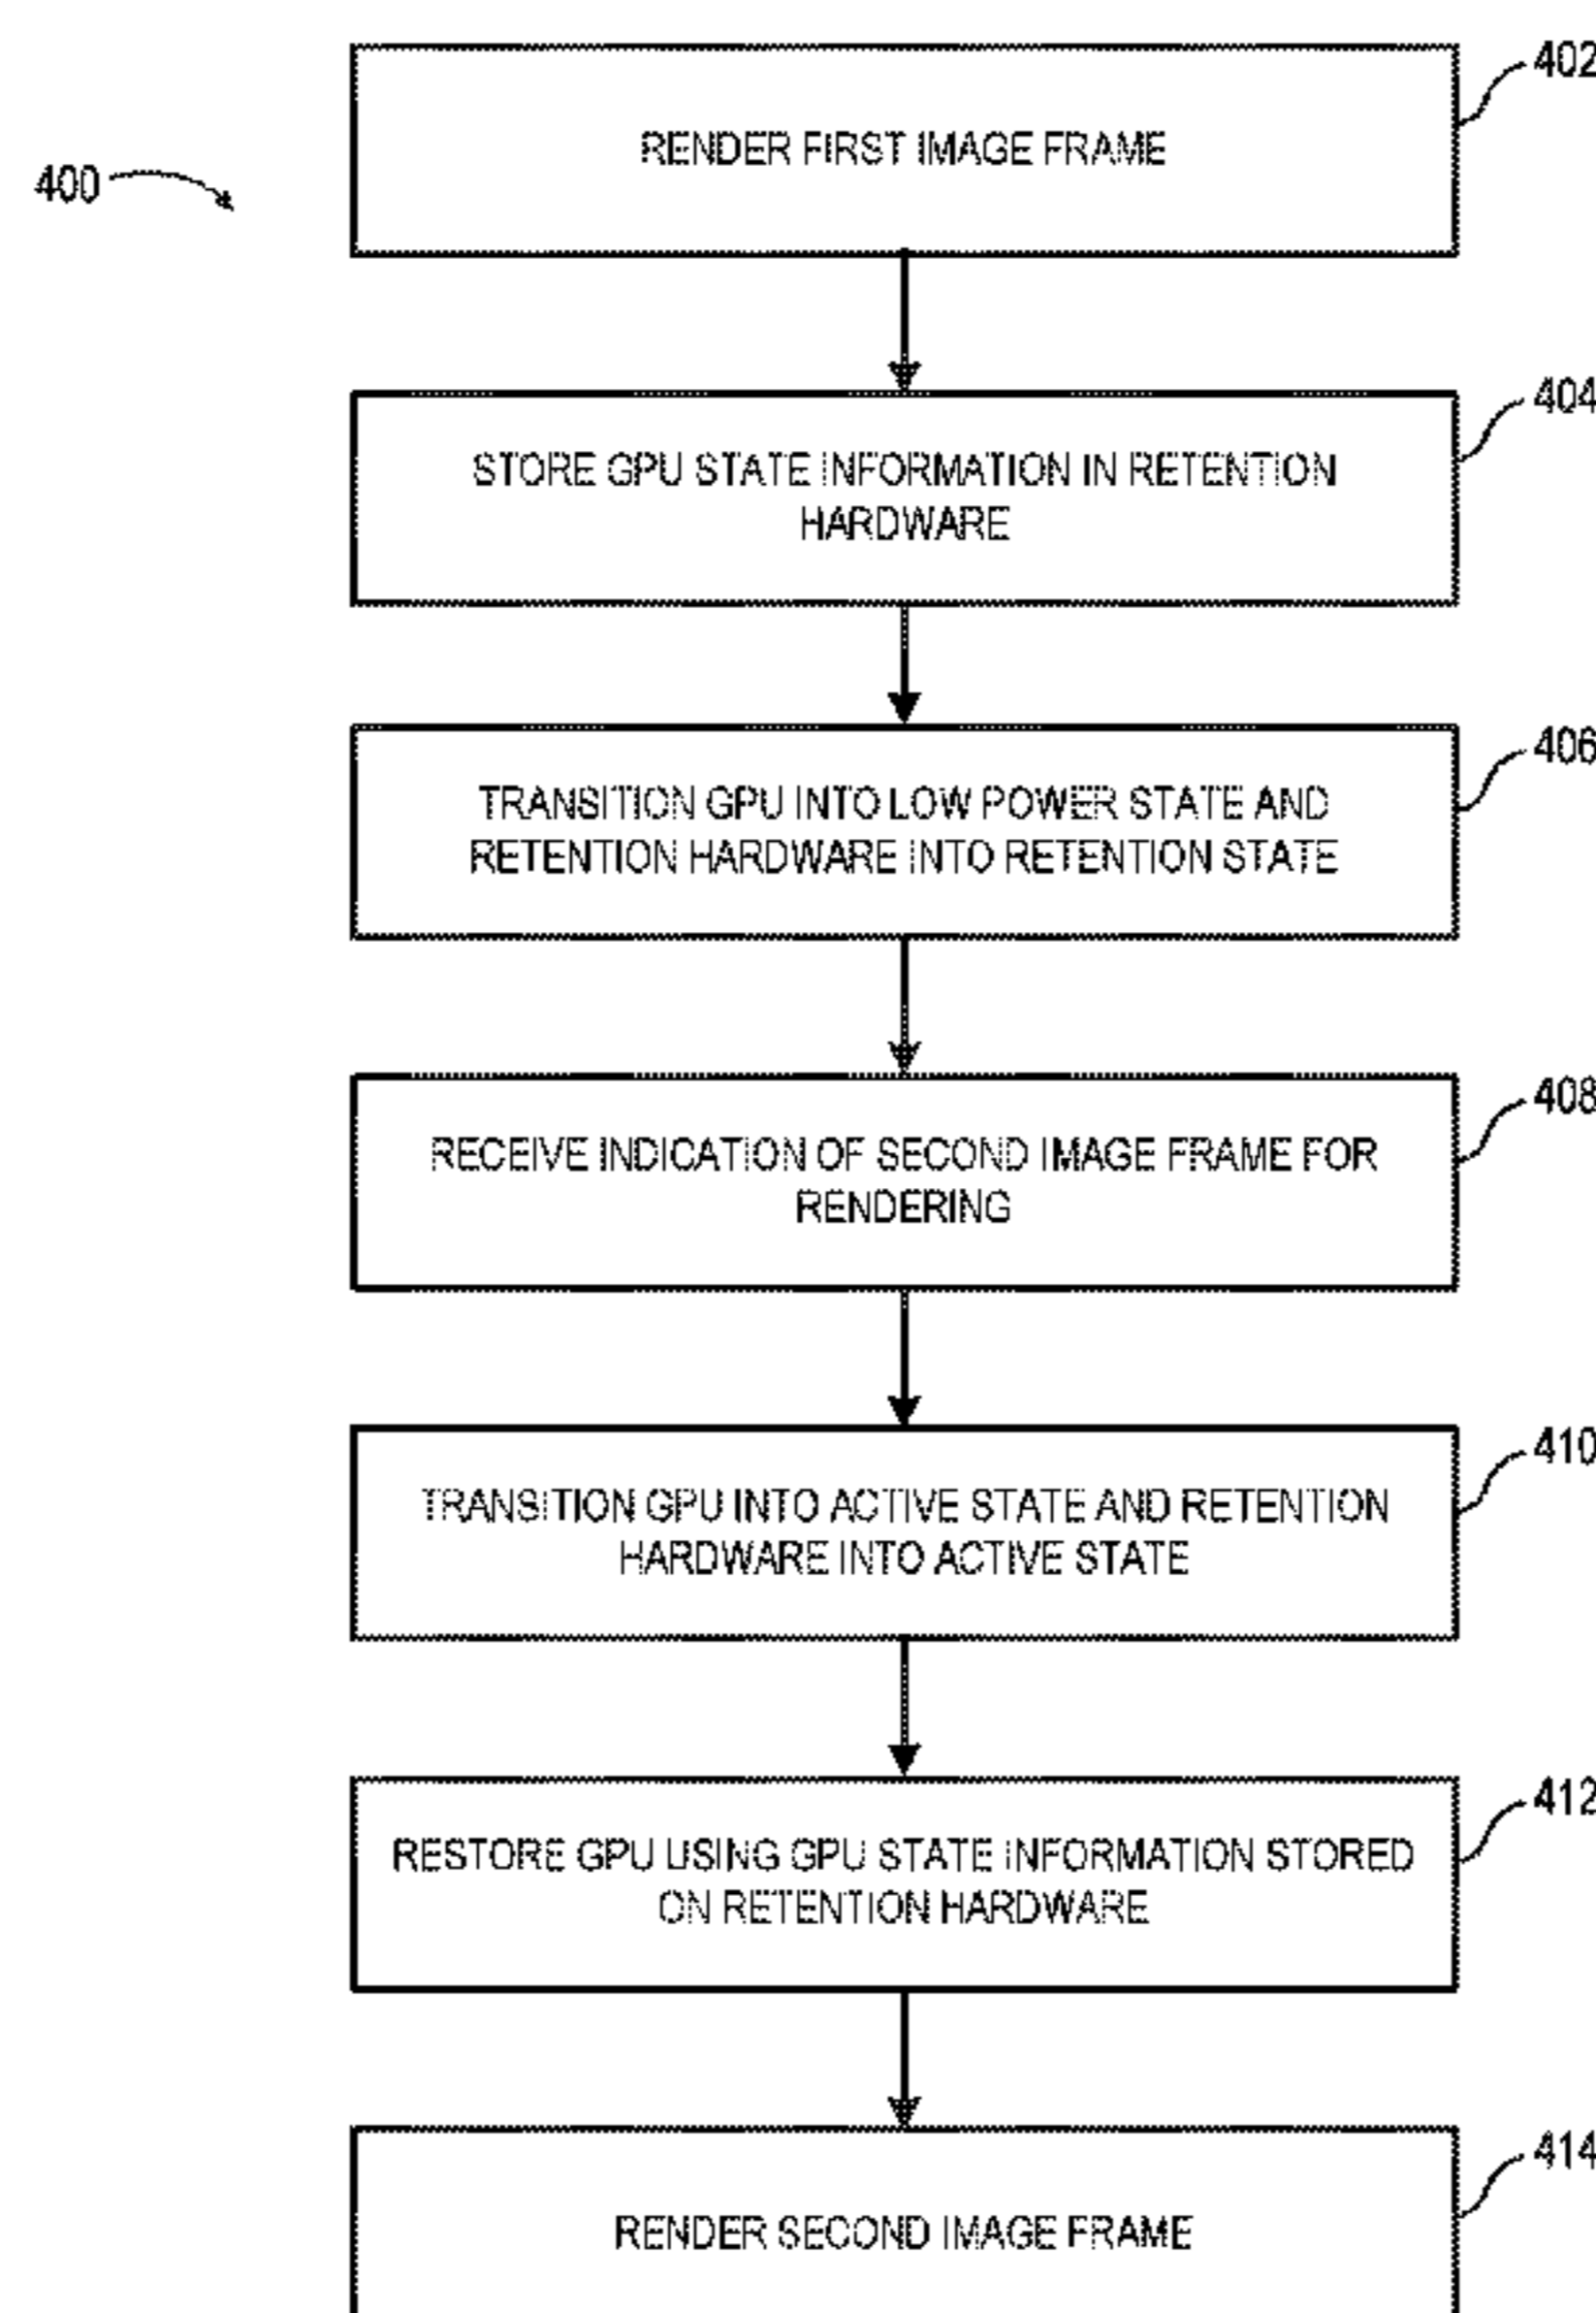 402
RENDER FIRST IMAGE FRAME
400
404
STORE GPU STATE INFORMATION IN RETENTION
HARDWARE
406
TRANSITION GPU INTO LOW POWER STATE AND
RETENTION HARDWARE INTO RETENTION STATE
408
RECEIVE INDICATION OF SECOND IMAGE FRAME FOR
RENDERING
410
TRANSITION GPU INTO ACTIVE STATE AND RETENTION
HARDWARE INTO ACTIVE STATE
412
RESTORE GPU USING GPU STATE INFORMATION STORED
ON RETENTION HARDWARE
414
RENDER SECOND IMAGE FRAME